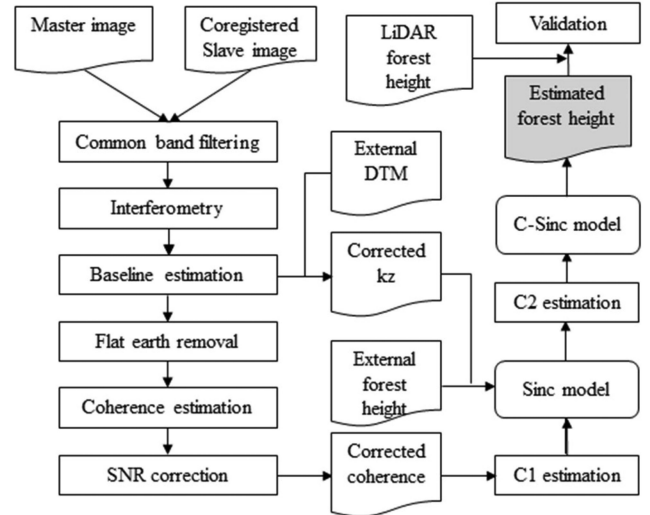 Master image
Coregistered
Slave image
Common band filtering
Interferometry
Baseline estimation
Flat earth removal
Coherence estimation
SNR correction
LiDAR
forest
height
External
DTM
Corrected
kz
External
forest
height
Corrected
coherence
Validation
Estimated
forest height
C-Sinc model
C2 estimation
Sinc model
C1 estimation